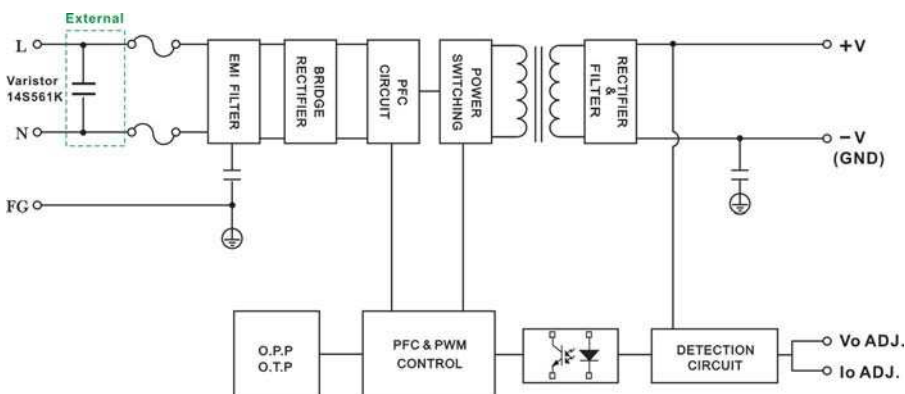 External
L
Varistor
14S561K
N
FG
EMI FILTER
BRIDGE
RECTIFIER
PFC
CIRCUIT
POWER
SWITCHING
RECTIFIER
&
FILTER
+V
−V
(GND)
O.P.P
O.T.P
PFC & PWM
CONTROL
DETECTION
CIRCUIT
Vo ADJ.
Io ADJ.